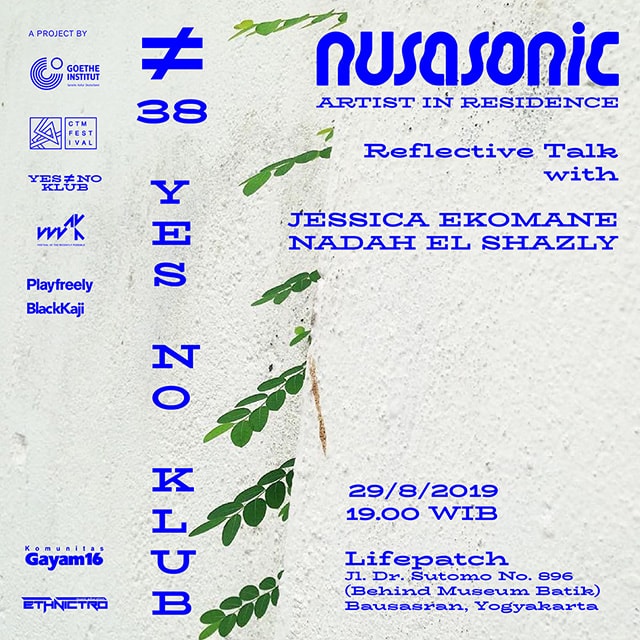 A PROJECT BY
GOETHE
INSTITUT
CTM
FEST
IVAL
YES≠NO
KLUB
Playfreely
BlackKaji
Komunitas
Gayam16
ETHNICTRO
≠
38
YES NO KLUB
nusasonic
ARTIST IN RESIDENCE
Reflective Talk
with
JESSICA EKOMANE
NADAH EL SHAZLY
29/8/2019
19.00 WIB
Lifepatch
Jl. Dr. Sutomo No. 896
(Behind Museum Batik)
Bausasran, Yogyakarta